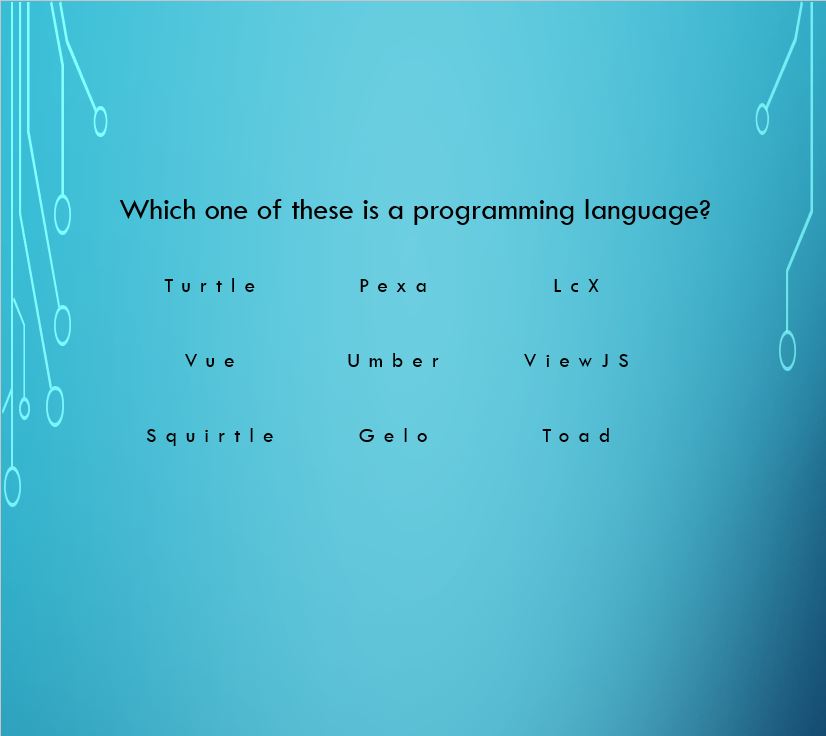 Which one of these is a programming language?
Turtle Pexa LcX
Vue Umber ViewJS
Squirtle Gelo Toad